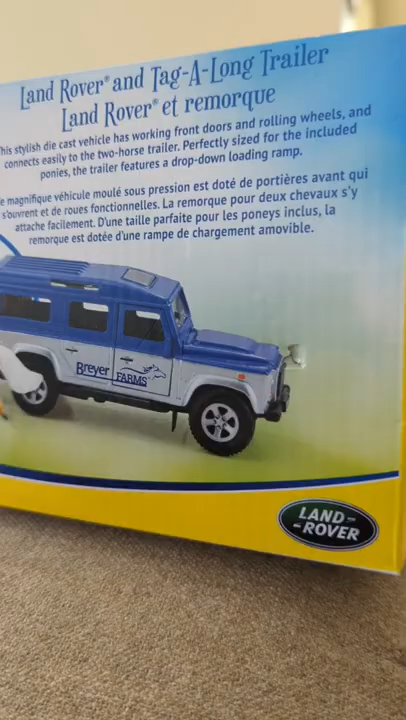 Land Rover® and Tag-A-Long Trailer
Land Rover® et remorque
his stylish die cast vehicle has working front doors and rolling wheels, and
connects easily to the two-horse trailer. Perfectly sized for the included
ponies, the trailer features a drop-down loading ramp.
e magnifique véhicule moulé sous pression est doté de portières avant qui
s'ouvrent et de roues fonctionnelles. La remorque pour deux chevaux s'y
attache facilement. D'une taille parfaite pour les poneys inclus, la
remorque est dotée d'une rampe de chargement amovible.
Breyer
FARMS
LAND-
-ROVER